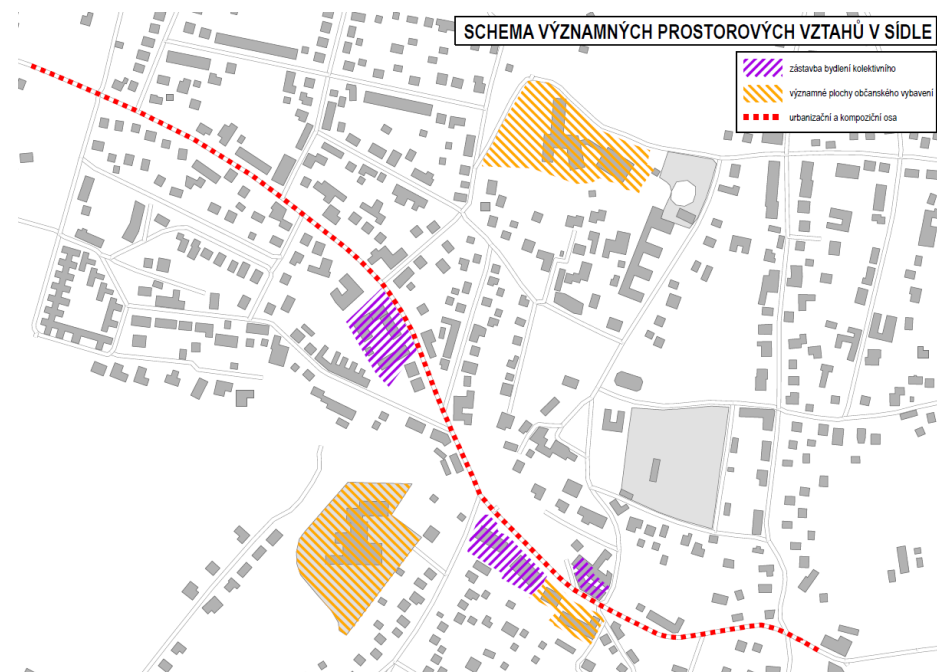 SCHEMA VÝZNAMNÝCH PROSTOROVÝCH VZTAHŮ V SÍDLE
zástavba bydlení kolektivního
významné plochy občanského vybavení
urbanizační a kompoziční osa